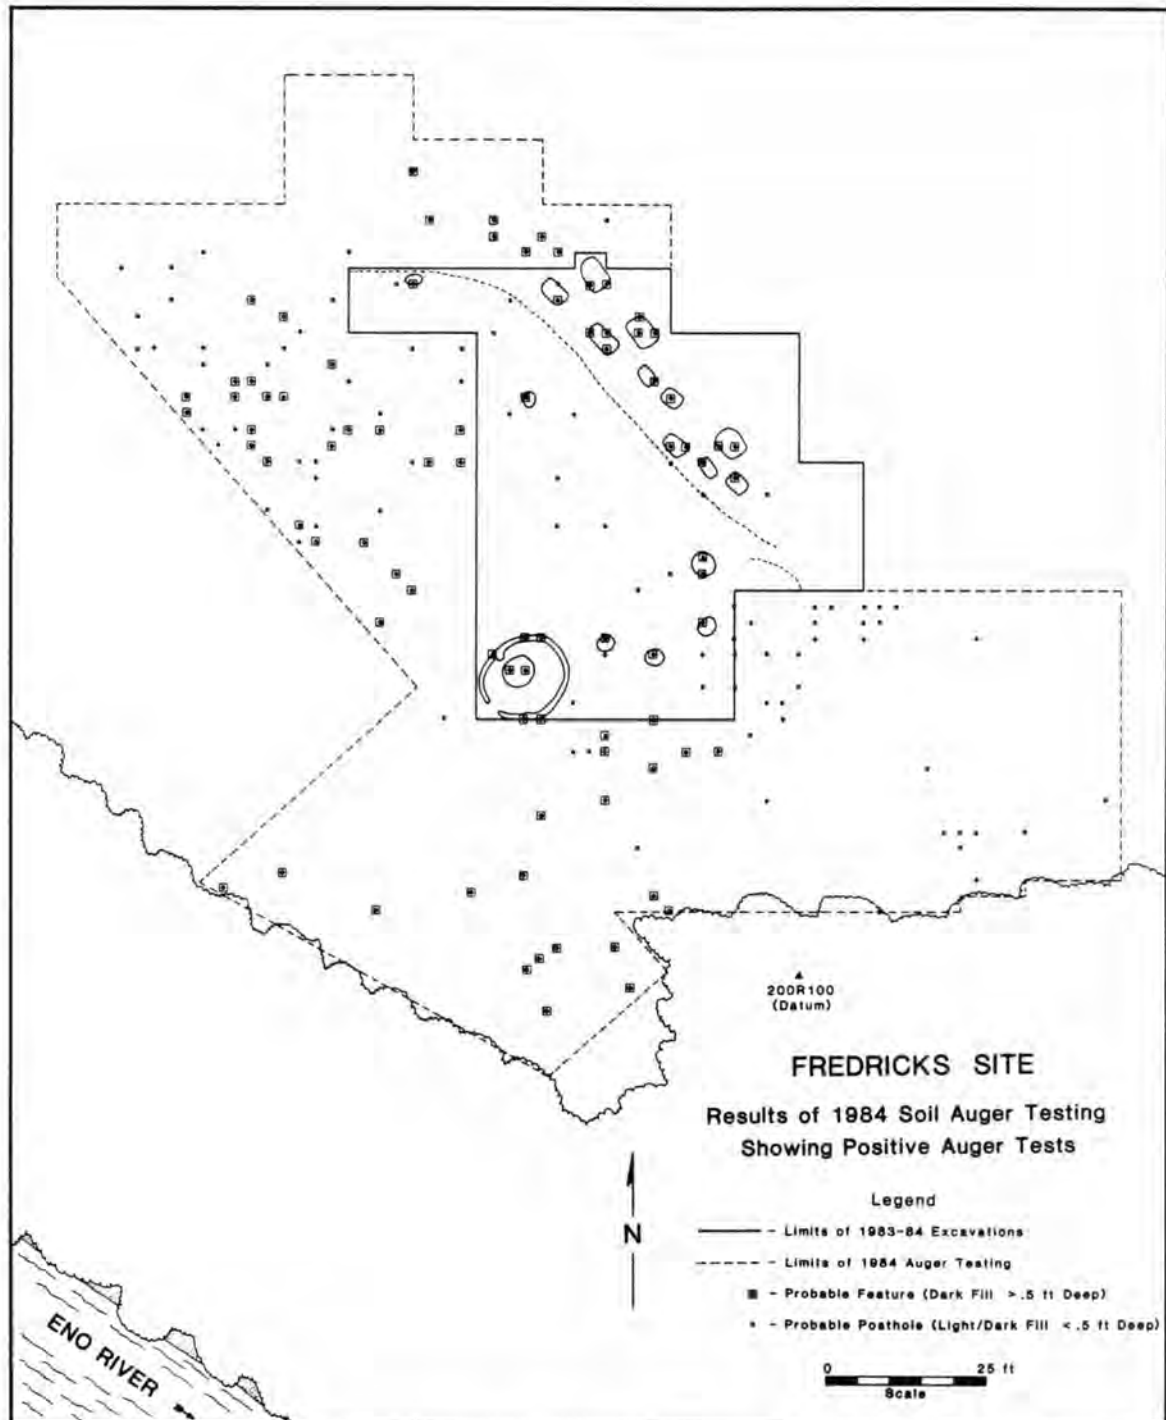 200R100
(Datum)
FREDRICKS SITE
Results of 1984 Soil Auger Testing
Showing Positive Auger Tests
Legend
- Limits of 1983-84 Excavations
- Limits of 1984 Auger Testing
- Probable Feature (Dark Fill > .5 ft Deep)
- Probable Posthole (Light/Dark Fill < .5 ft Deep)
N
0 25 ft
Scale
ENO RIVER